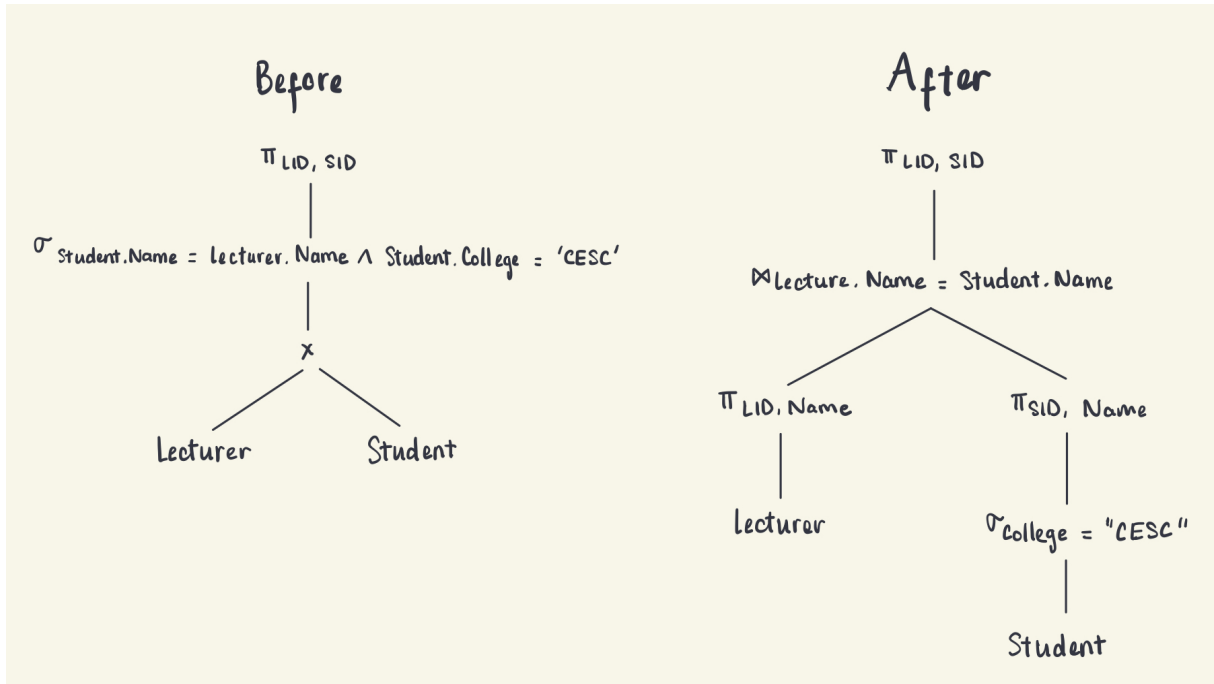 Before
π LID, SID
σ Student.Name = Lecturer.Name ∧ Student.College = 'CESC'
x
Lecturer
Student
After
π LID, SID
⋈ Lecture.Name = Student.Name
π LID, Name
π SID, Name
Lecturer
σ College = "CESC"
Student